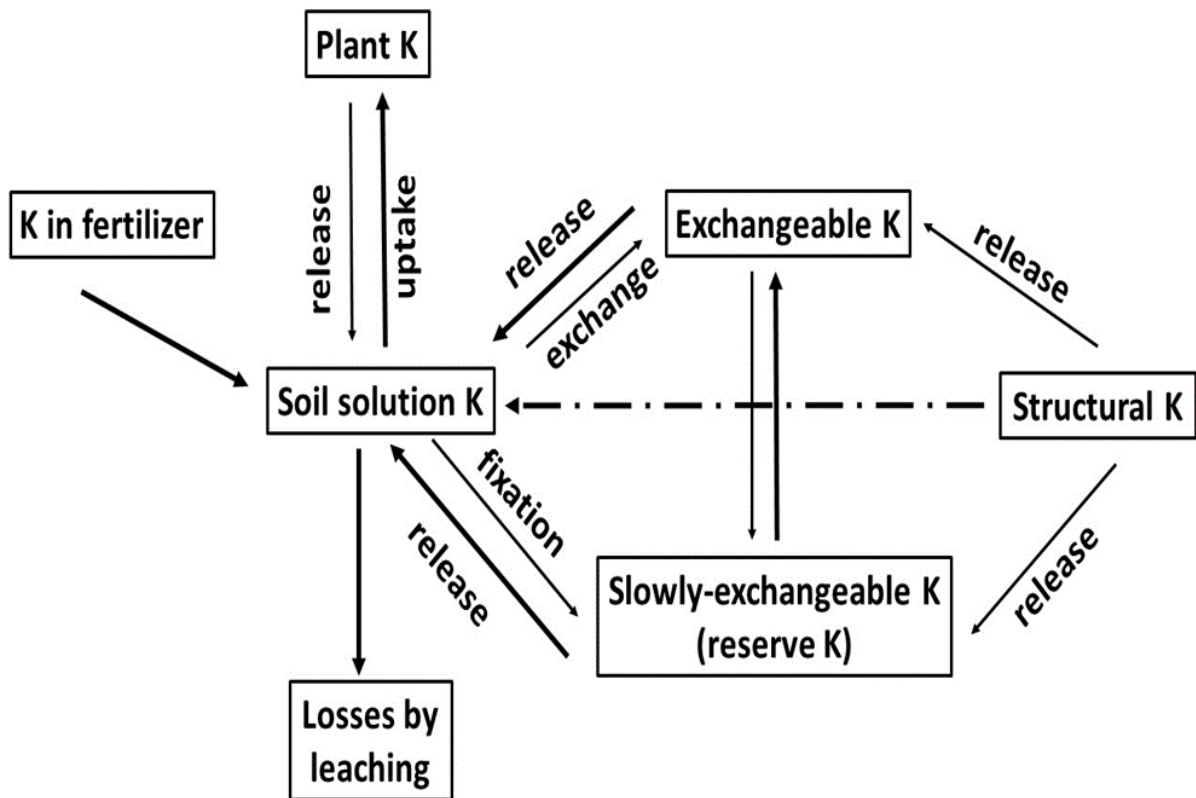 Plant K
K in fertilizer
release
uptake
release
exchange
Exchangeable K
release
Soil solution K
Structural K
fixation
release
Slowly-exchangeable K
(reserve K)
release
Losses by
leaching